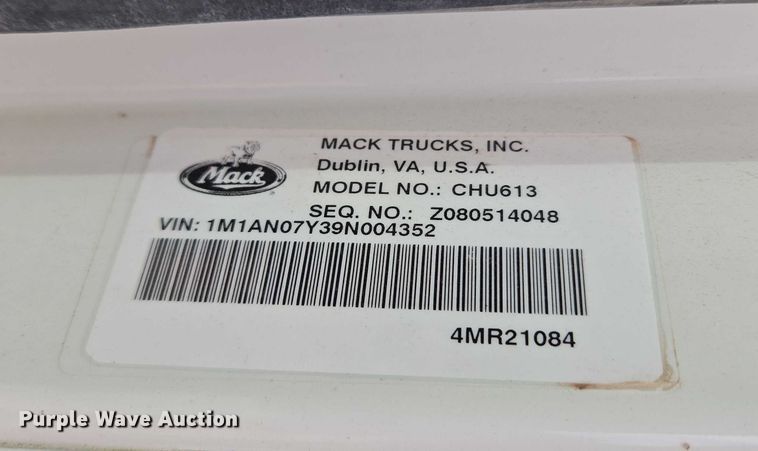 MACK TRUCKS, INC.
Dublin, VA, U.S.A.
Mack
MODEL NO.: CHU613
SEQ. NO.: Z080514048
VIN: 1M1AN07Y39N004352
4MR21084
Purple Wave Auction